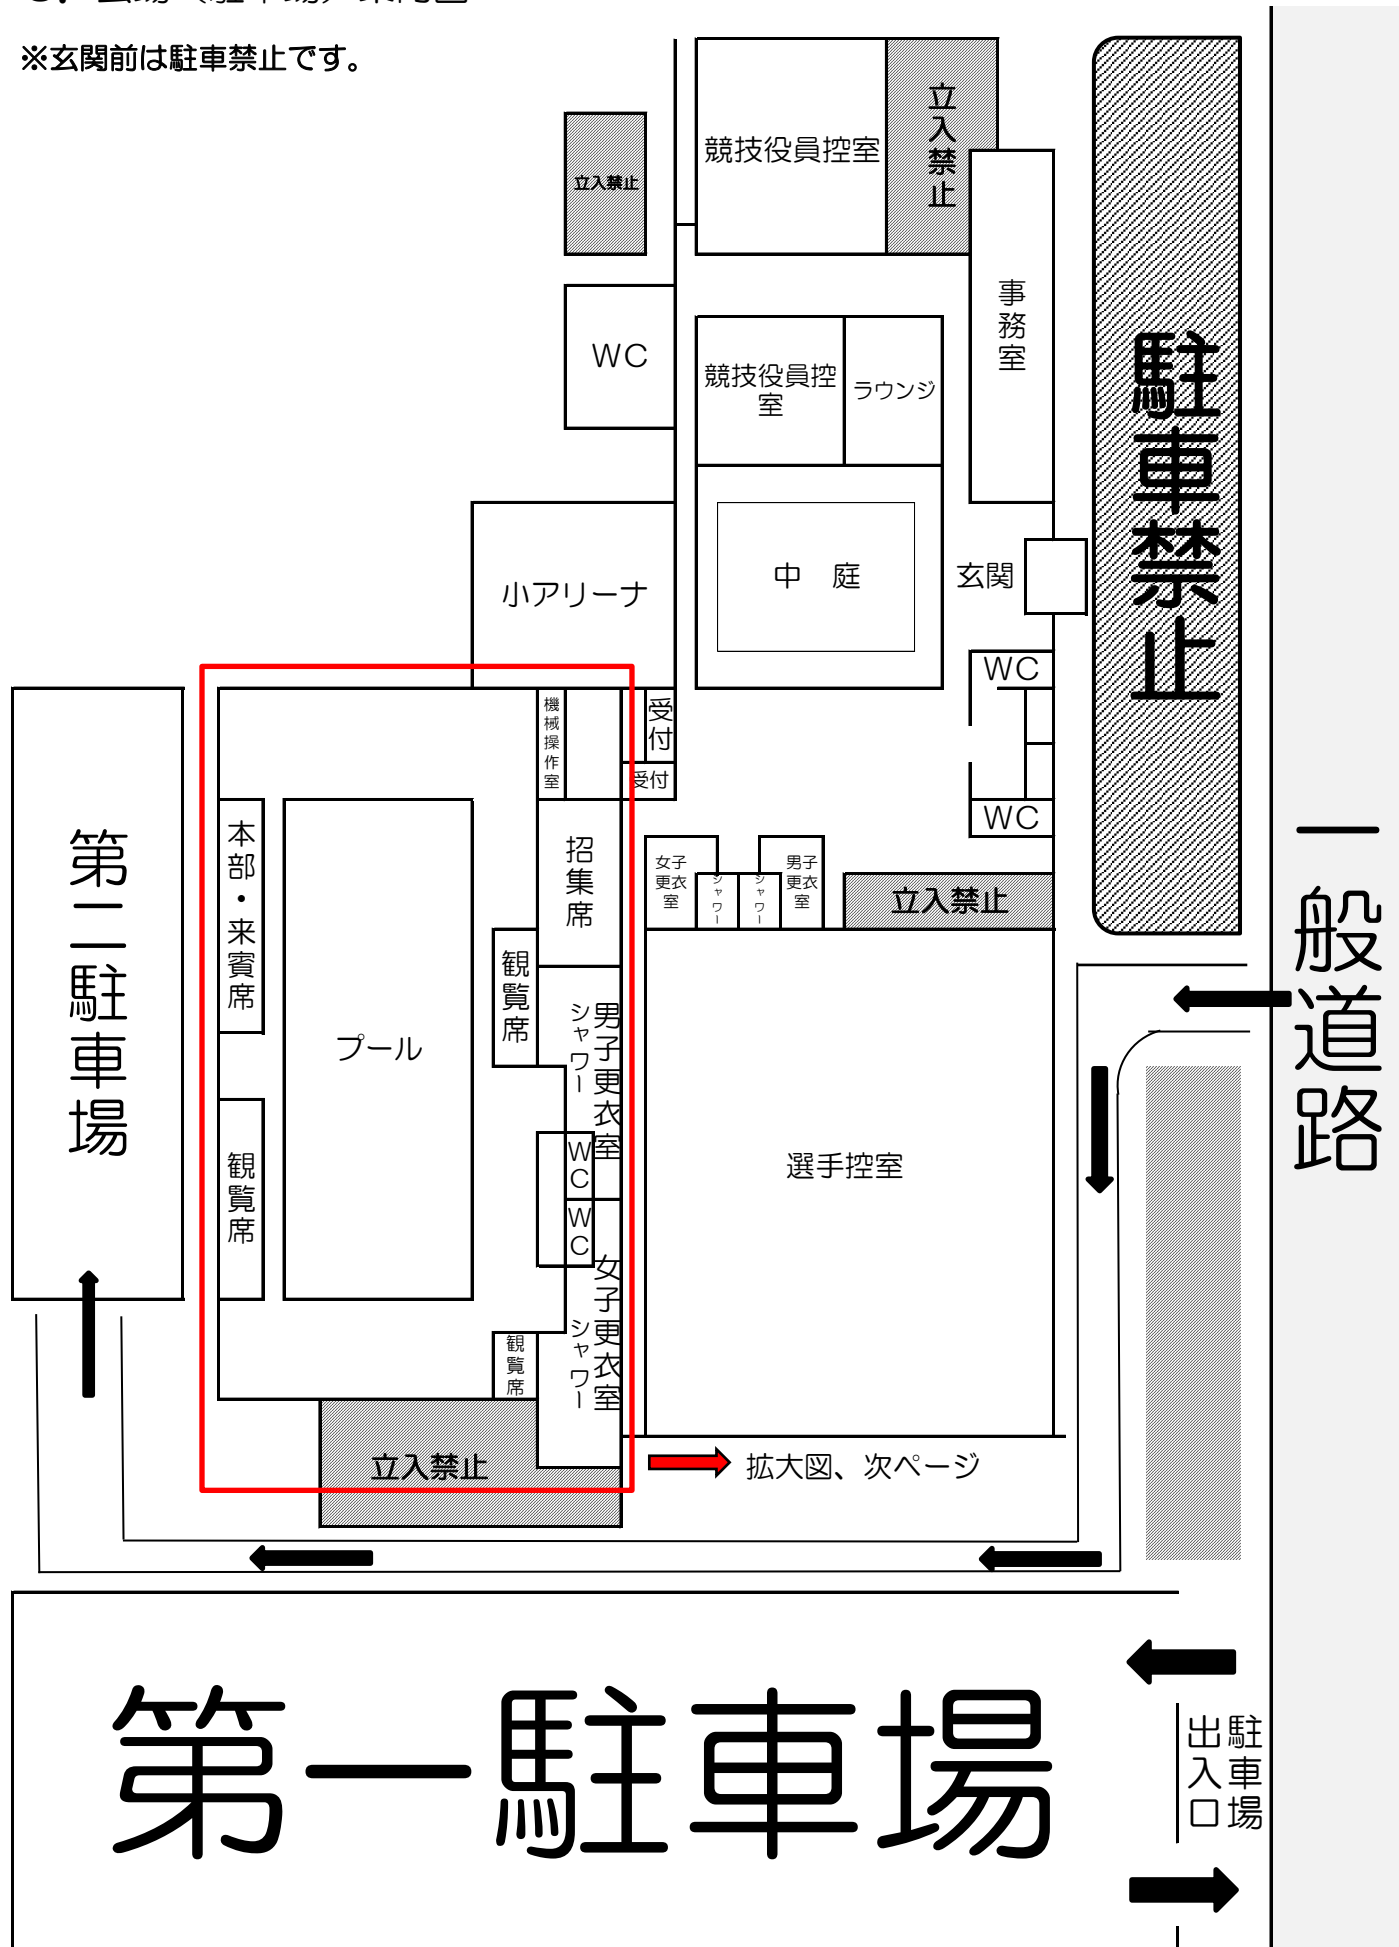 ※玄関前は駐車禁止です。
競技役員控室
立入禁止
立入禁止
事務室
WC
競技役員控
室
ラウンジ
駐車禁止
小アリーナ
中　庭
玄関
WC
機械操作室
受付
受付
WC
第二駐車場
本部・来賓席
招集席
女子
更衣
室
シャワー
シャワー
男子
更衣
室
立入禁止
一般道路
観覧席
男子更衣室
シャワー
プール
WC
選手控室
観覧席
WC
女子更衣室
シャワー
観覧席
立入禁止
拡大図、次ページ
第一駐車場
駐車場
出入口